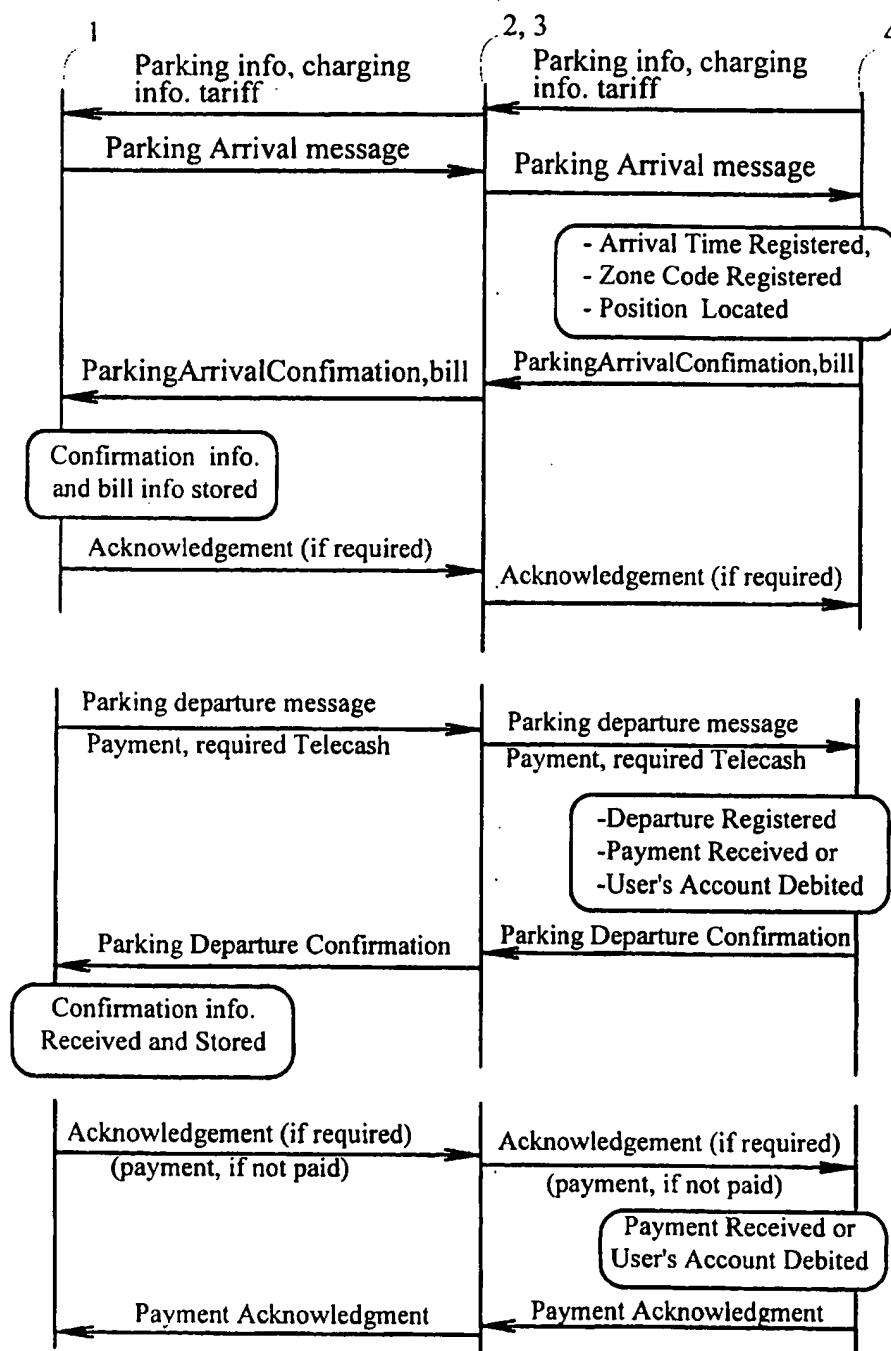 1
2, 3
4
Parking info, charging
info. tariff
Parking info, charging
info. tariff
Parking Arrival message
Parking Arrival message
- Arrival Time Registered,
- Zone Code Registered
- Position Located
ParkingArrivalConfimation,bill
ParkingArrivalConfimation,bill
Confirmation info.
and bill info stored
Acknowledgement (if required)
Acknowledgement (if required)
Parking departure message
Payment, required Telecash
Parking departure message
Payment, required Telecash
-Departure Registered
-Payment Received or
-User's Account Debited
Parking Departure Confirmation
Parking Departure Confirmation
Confirmation info.
Received and Stored
Acknowledgement (if required)
(payment, if not paid)
Acknowledgement (if required)
(payment, if not paid)
Payment Received or
User's Account Debited
Payment Acknowledgment
Payment Acknowledgment